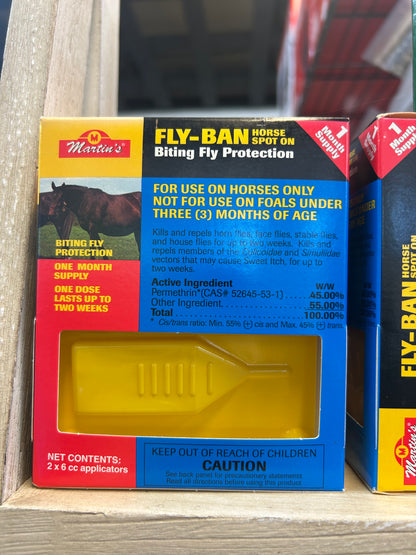 M
Martin's®
FLY-BAN HORSE
SPOT ON
Biting Fly Protection
1
Month
Supply
FOR USE ON HORSES ONLY
NOT FOR USE ON FOALS UNDER
THREE (3) MONTHS OF AGE
Kills and repels horn flies, face flies, stable flies,
and house flies for up to two weeks. Kills and
repels members of the Culicoides and Simuliidae
vectors that may cause Sweet Itch, for up to
two weeks.
BITING FLY
PROTECTION
ONE MONTH
SUPPLY
ONE DOSE
LASTS UP TO
TWO WEEKS
Active Ingredient W/W
Permethrin*(CAS# 52645-53-1) ..... 45.00%
Other ingredient ..... 55.00%
Total ..... 100.00%
* Cis/trans ratio: Min. 55% (+) cis and Max. 45% (+) trans
NET CONTENTS:
2 x 6 cc applicators
KEEP OUT OF REACH OF CHILDREN
CAUTION
See back panel for precautionary statements
Read all directions before using this product
1
Month
Supply
FLY-BAN HORSE
SPOT ON
M
Martin's